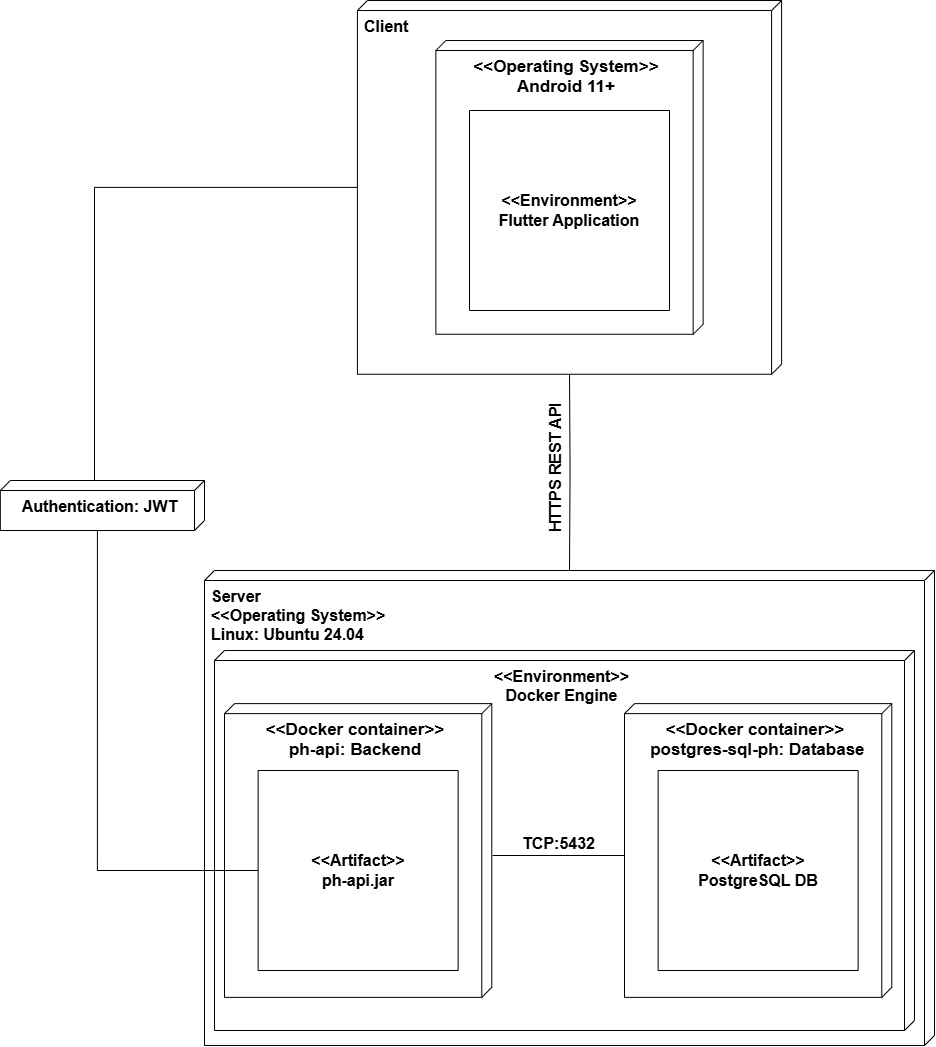 Client
<<Operating System>>
Android 11+
<<Environment>>
Flutter Application
HTTPS REST API
Authentication: JWT
Server
<<Operating System>>
Linux: Ubuntu 24.04
<<Environment>>
Docker Engine
<<Docker container>>
ph-api: Backend
<<Artifact>>
ph-api.jar
TCP:5432
<<Docker container>>
postgres-sql-ph: Database
<<Artifact>>
PostgreSQL DB